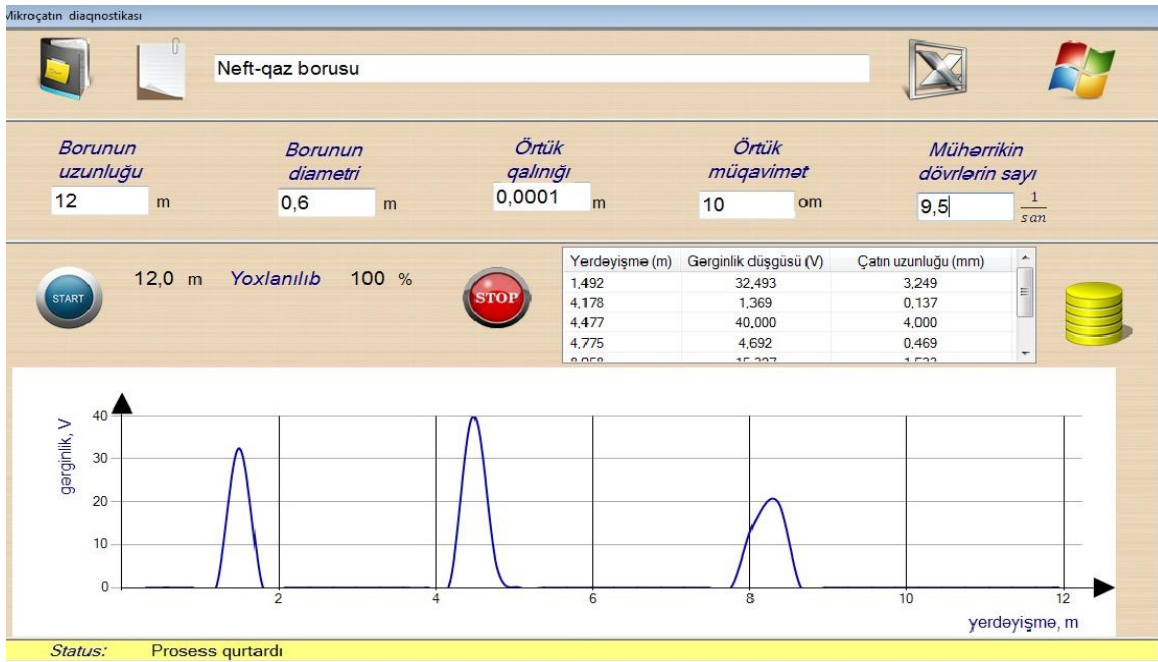 Mikroçatın diaqnostikası
Neft-qaz borusu
Borunun uzunluğu
12 m
Borunun diametri
0,6 m
Örtük qalınığı
0,0001 m
Örtük müqavimət
10 om
Mühərrikin dövrlərin sayı
9,5 1/san
START
12,0 m Yoxlanılıb 100 %
STOP
Yerdəyişmə (m) Gərginlik düşgüsü (V) Çatın uzunluğu (mm)
1,492 32,493 3,249
4,178 1,369 0,137
4,477 40,000 4,000
4,775 4,692 0,469
gərginlik, V
40
30
20
10
0
2 4 6 8 10 12
yerdəyişmə, m
Status: Prosess qurtardı